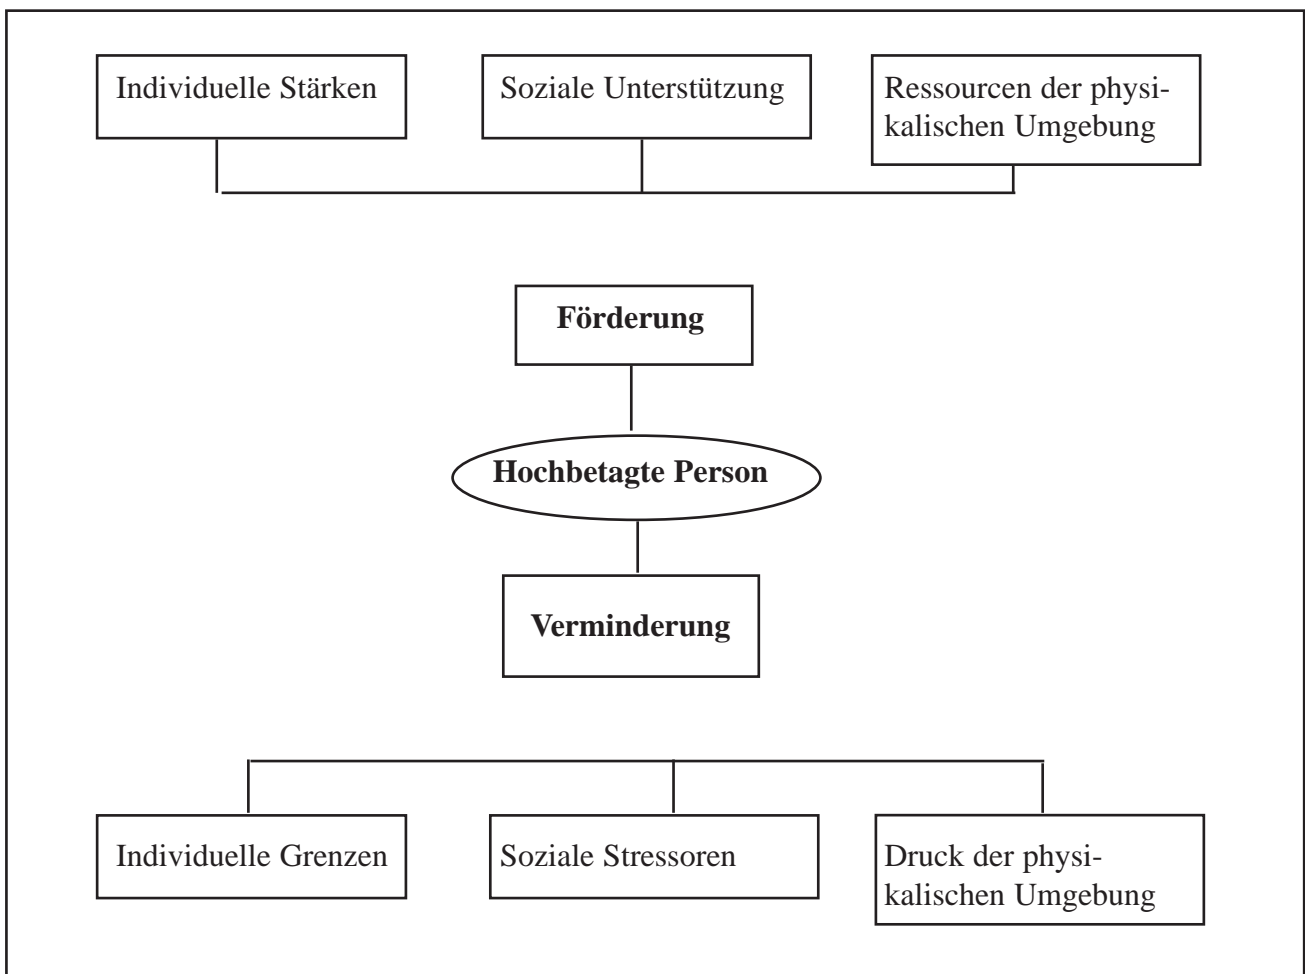 Individuelle Stärken
Soziale Unterstützung
Ressourcen der physi-
kalischen Umgebung
Förderung
Hochbetagte Person
Verminderung
Individuelle Grenzen
Soziale Stressoren
Druck der physi-
kalischen Umgebung